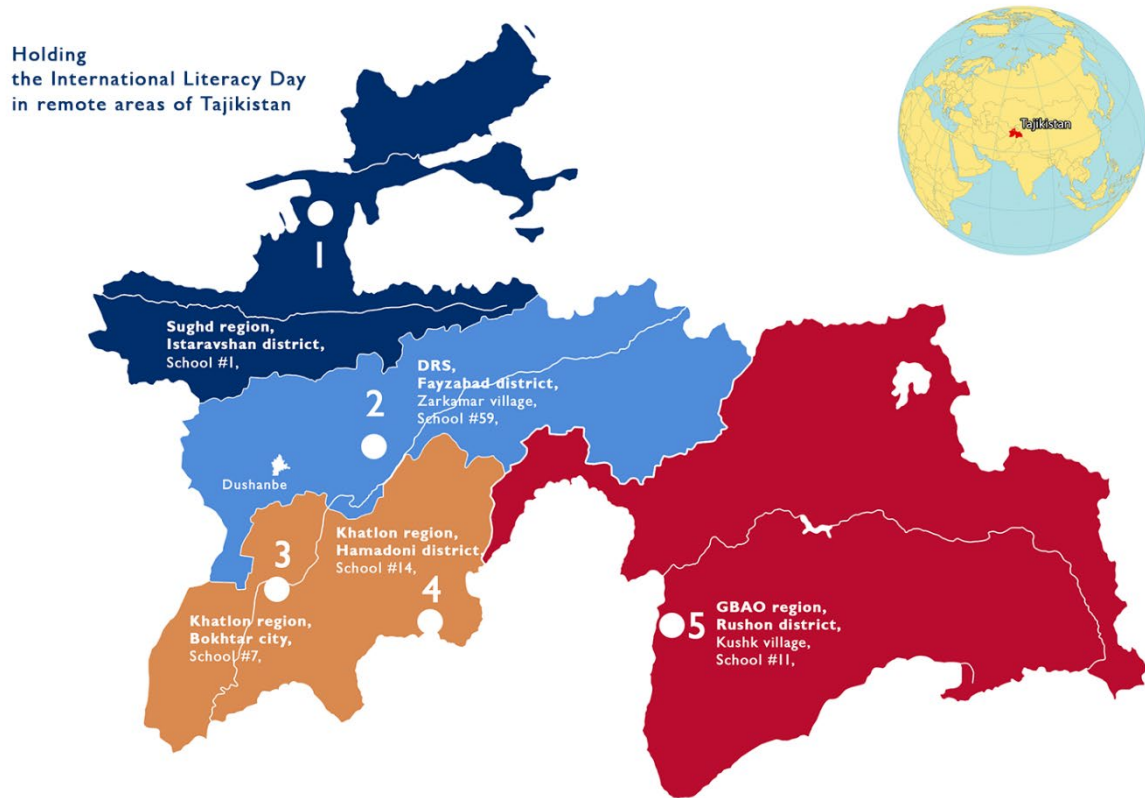 Holding
the International Literacy Day
in remote areas of Tajikistan
Tajikistan
1
Sughd region,
Istaravshan district,
School #1,
2
DRS,
Fayzabad district,
Zarkamar village,
School #59,
Dushanbe
3
Khatlon region,
Bokhtar city,
School #7,
Khatlon region,
Hamadoni district,
School #14,
4
5
GBAO region,
Rushon district,
Kushk village,
School #11,